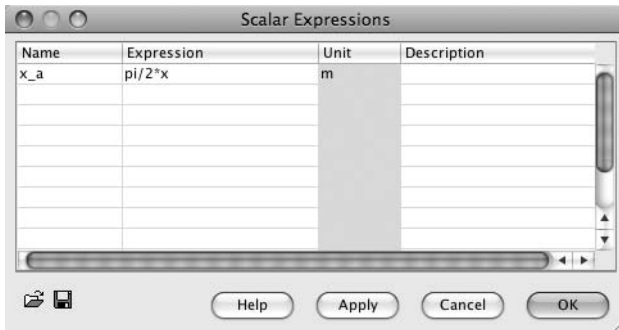 Scalar Expressions
Name Expression Unit Description
x_a pi/2*x m
Help Apply Cancel OK